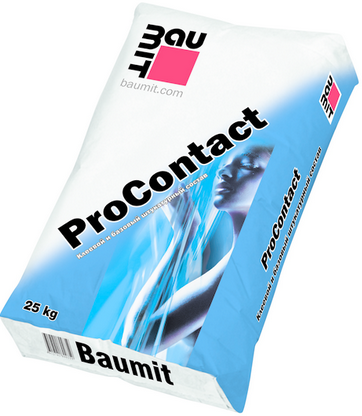 BAU
MIT
baumit.com
ProContact
Клеевой и базовый штукатурный состав
25 kg
Baumit
BAU
MIT
ProContact
Клеевой и базовый штукатурный состав